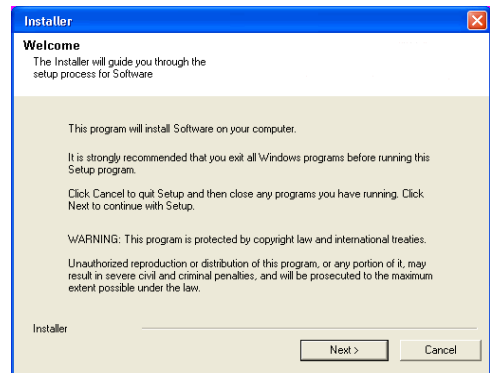 Installer
Welcome
The Installer will guide you through the
setup process for Software
This program will install Software on your computer.
It is strongly recommended that you exit all Windows programs before running this
Setup program.
Click Cancel to quit Setup and then close any programs you have running. Click
Next to continue with Setup.
WARNING: This program is protected by copyright law and international treaties.
Unauthorized reproduction or distribution of this program, or any portion of it, may
result in severe civil and criminal penalties, and will be prosecuted to the maximum
extent possible under the law.
Installer
Next >
Cancel